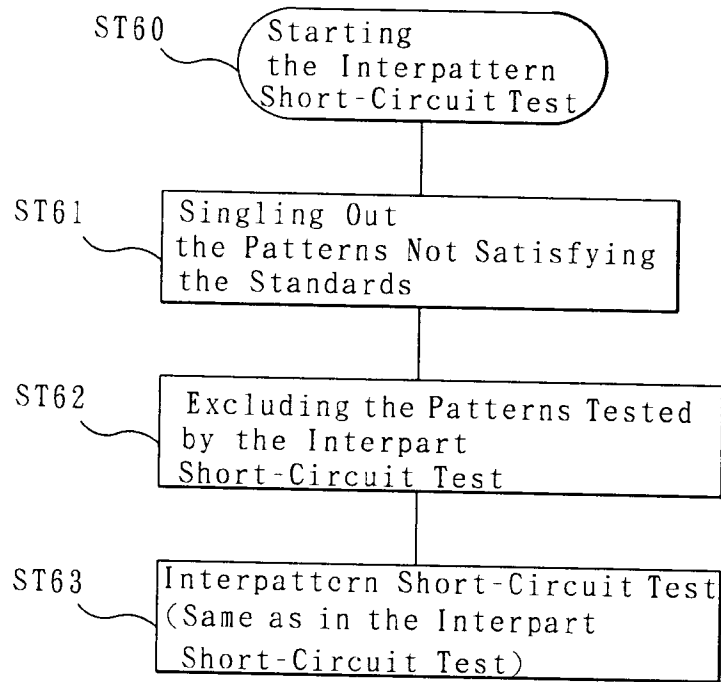 ST60
Starting
the Interpattern
Short-Circuit Test
ST61
Singling Out
the Patterns Not Satisfying
the Standards
ST62
Excluding the Patterns Tested
by the Interpart
Short-Circuit Test
ST63
Interpattern Short-Circuit Test
(Same as in the Interpart
Short-Circuit Test)